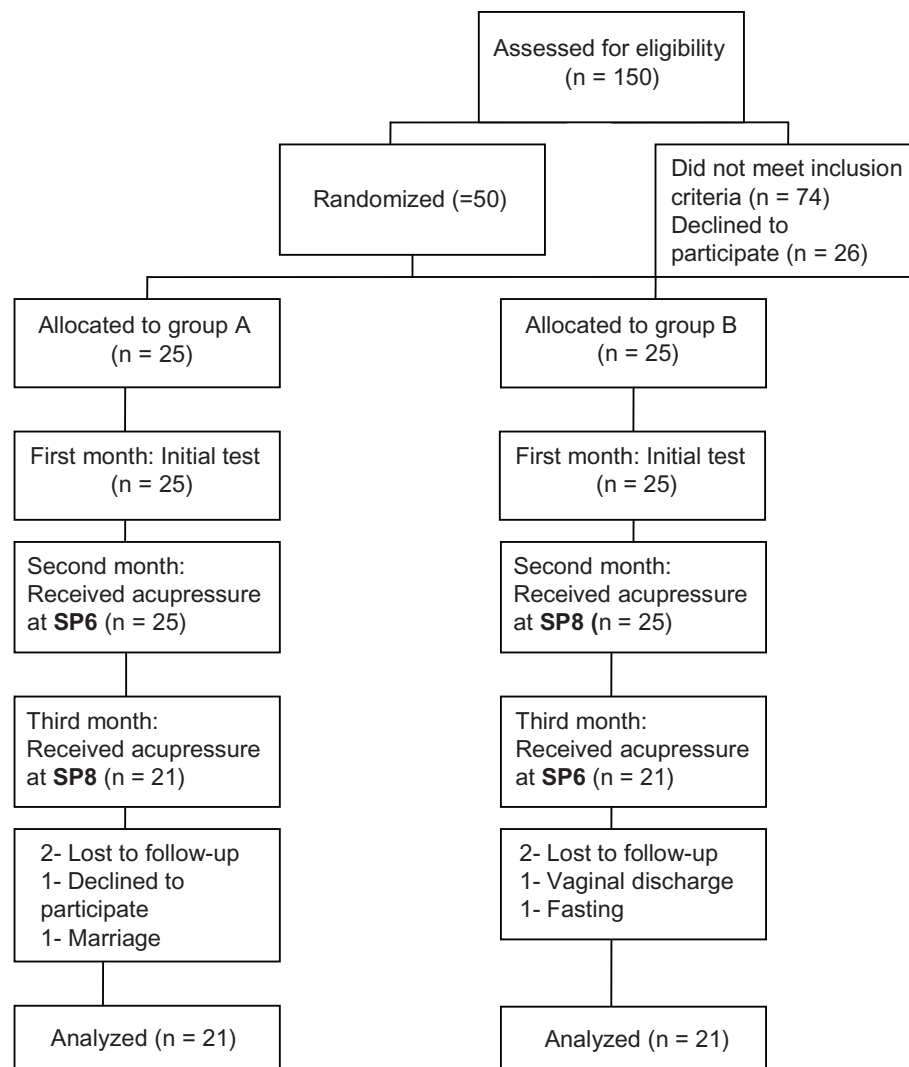 Assessed for eligibility
(n = 150)
Randomized (=50)
Did not meet inclusion
criteria (n = 74)
Declined to
participate (n = 26)
Allocated to group A
(n = 25)
Allocated to group B
(n = 25)
First month: Initial test
(n = 25)
First month: Initial test
(n = 25)
Second month:
Received acupressure
at SP6 (n = 25)
Second month:
Received acupressure
at SP8 (n = 25)
Third month:
Received acupressure
at SP8 (n = 21)
Third month:
Received acupressure
at SP6 (n = 21)
2- Lost to follow-up
1- Declined to
participate
1- Marriage
2- Lost to follow-up
1- Vaginal discharge
1- Fasting
Analyzed (n = 21)
Analyzed (n = 21)